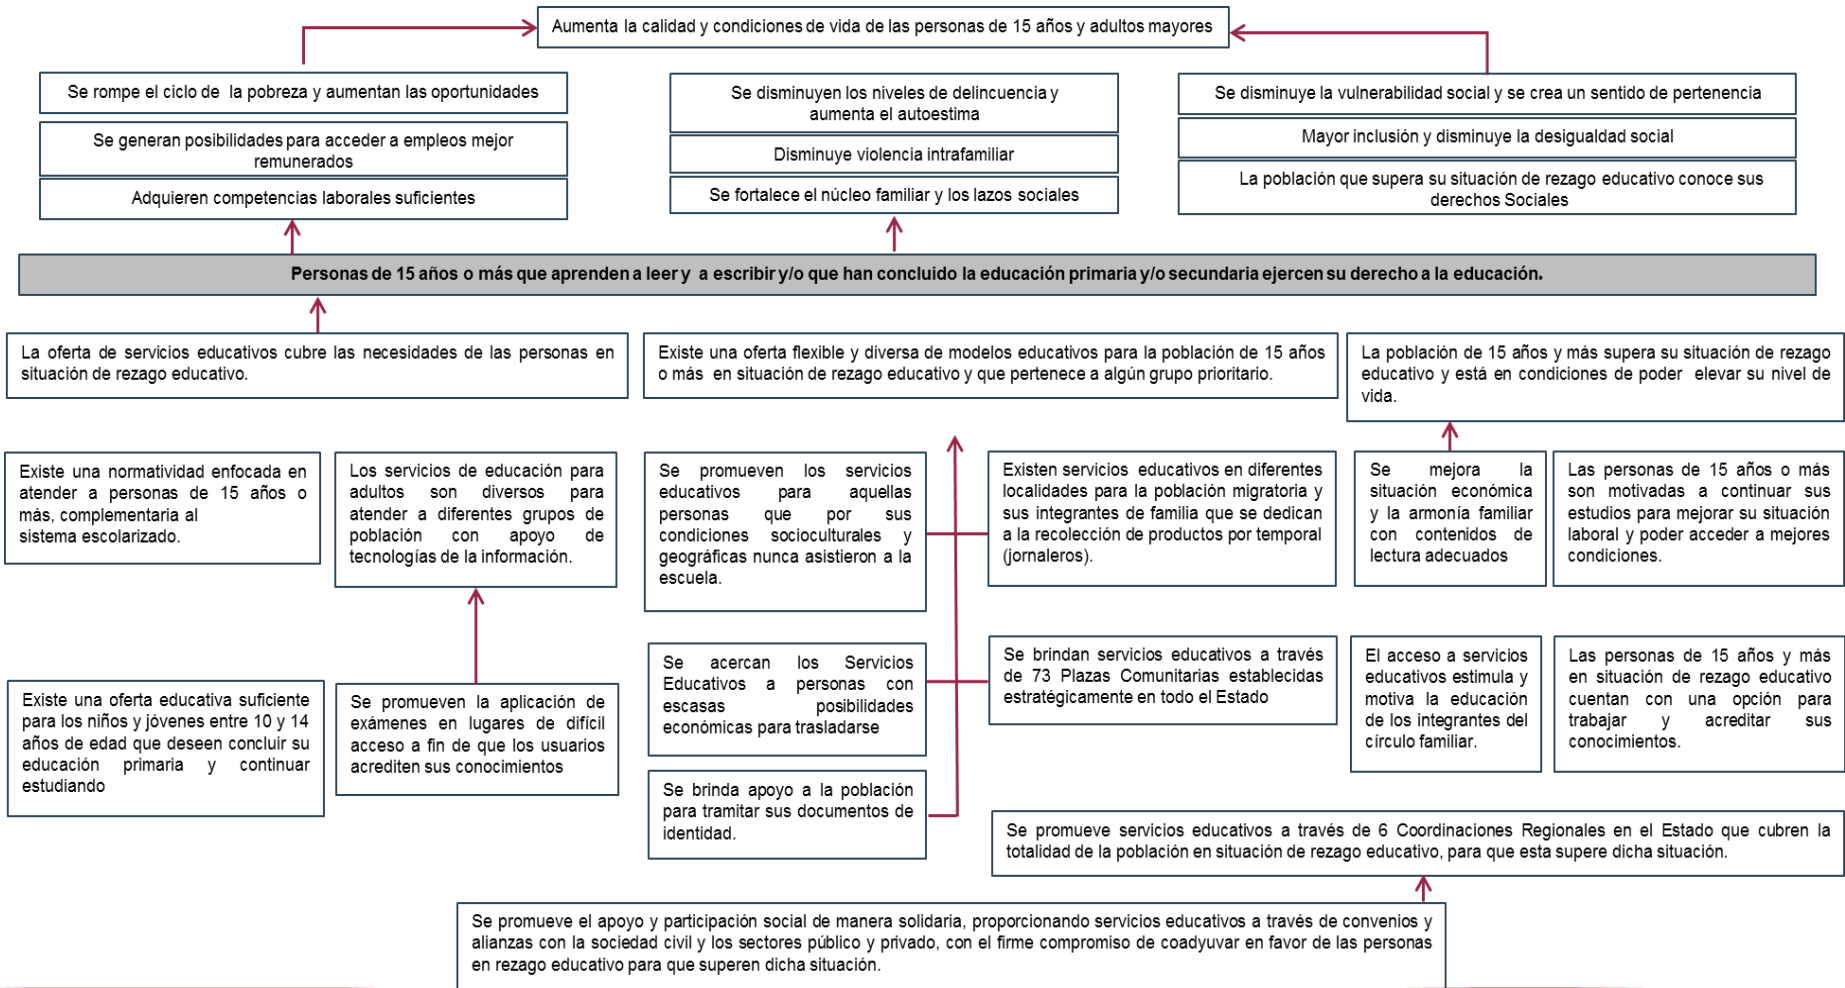 Aumenta la calidad y condiciones de vida de las personas de 15 años y adultos mayores
Se rompe el ciclo de la pobreza y aumentan las oportunidades
Se generan posibilidades para acceder a empleos mejor
remunerados
Adquieren competencias laborales suficientes
Se disminuyen los niveles de delincuencia y
aumenta el autoestima
Disminuye violencia intrafamiliar
Se fortalece el núcleo familiar y los lazos sociales
Se disminuye la vulnerabilidad social y se crea un sentido de pertenencia
Mayor inclusión y disminuye la desigualdad social
La población que supera su situación de rezago educativo conoce sus
derechos Sociales
Personas de 15 años o más que aprenden a leer y a escribir y/o que han concluido la educación primaria y/o secundaria ejercen su derecho a la educación.
La oferta de servicios educativos cubre las necesidades de las personas en
situación de rezago educativo.
Existe una oferta flexible y diversa de modelos educativos para la población de 15 años
o más en situación de rezago educativo y que pertenece a algún grupo prioritario.
La población de 15 años y más supera su situación de rezago
educativo y está en condiciones de poder elevar su nivel de
vida.
Existe una normatividad enfocada en
atender a personas de 15 años o
más, complementaria al
sistema escolarizado.
Los servicios de educación para
adultos son diversos para
atender a diferentes grupos de
población con apoyo de
tecnologías de la información.
Se promueven los servicios
educativos para aquellas
personas que por sus
condiciones socioculturales y
geográficas nunca asistieron a la
escuela.
Existen servicios educativos en diferentes
localidades para la población migratoria y
sus integrantes de familia que se dedican
a la recolección de productos por temporal
(jornaleros).
Se mejora la
situación económica
y la armonía familiar
con contenidos de
lectura adecuados
Las personas de 15 años o más
son motivadas a continuar sus
estudios para mejorar su situación
laboral y poder acceder a mejores
condiciones.
Existe una oferta educativa suficiente
para los niños y jóvenes entre 10 y 14
años de edad que deseen concluir su
educación primaria y continuar
estudiando
Se promueven la aplicación de
exámenes en lugares de difícil
acceso a fin de que los usuarios
acrediten sus conocimientos
Se acercan los Servicios
Educativos a personas con
escasas posibilidades
económicas para trasladarse
Se brindan servicios educativos a través
de 73 Plazas Comunitarias establecidas
estratégicamente en todo el Estado
El acceso a servicios
educativos estimula y
motiva la educación
de los integrantes del
círculo familiar.
Las personas de 15 años y más
en situación de rezago educativo
cuentan con una opción para
trabajar y acreditar sus
conocimientos.
Se brinda apoyo a la población
para tramitar sus documentos de
identidad.
Se promueve servicios educativos a través de 6 Coordinaciones Regionales en el Estado que cubren la
totalidad de la población en situación de rezago educativo, para que esta supere dicha situación.
Se promueve el apoyo y participación social de manera solidaria, proporcionando servicios educativos a través de convenios y
alianzas con la sociedad civil y los sectores público y privado, con el firme compromiso de coadyuvar en favor de las personas
en rezago educativo para que superen dicha situación.